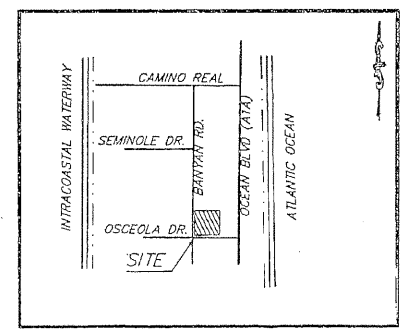 CAMINO REAL
INTRACOASTAL WATERWAY
SEMINOLE DR.
BANYAN RD.
OCEAN BLVD (A1A)
ATLANTIC OCEAN
OSCEOLA DR.
SITE